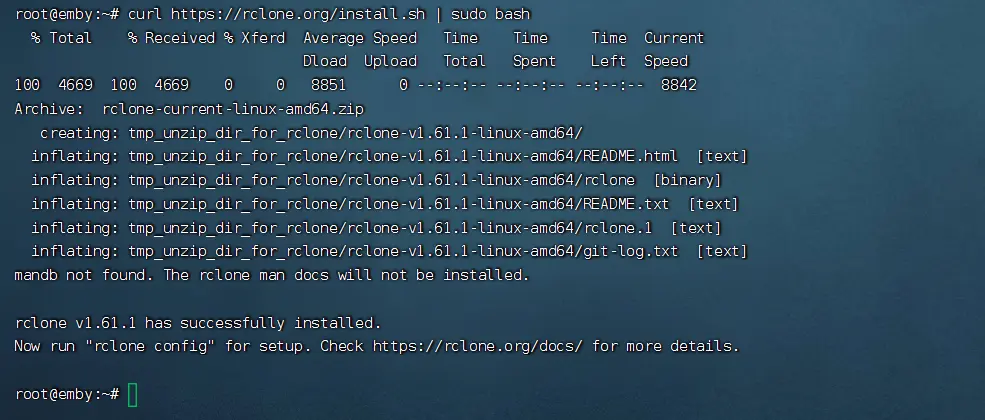 root@emby:~# curl https://rclone.org/install.sh | sudo bash
  % Total    % Received % Xferd  Average Speed   Time    Time     Time  Current
                                 Dload  Upload   Total   Spent    Left  Speed
100  4669  100  4669    0     0   8851      0 --:--:-- --:--:-- --:--:--  8842
Archive:  rclone-current-linux-amd64.zip
   creating: tmp_unzip_dir_for_rclone/rclone-v1.61.1-linux-amd64/
  inflating: tmp_unzip_dir_for_rclone/rclone-v1.61.1-linux-amd64/README.html  [text]
  inflating: tmp_unzip_dir_for_rclone/rclone-v1.61.1-linux-amd64/rclone  [binary]
  inflating: tmp_unzip_dir_for_rclone/rclone-v1.61.1-linux-amd64/README.txt  [text]
  inflating: tmp_unzip_dir_for_rclone/rclone-v1.61.1-linux-amd64/rclone.1  [text]
  inflating: tmp_unzip_dir_for_rclone/rclone-v1.61.1-linux-amd64/git-log.txt  [text]
mandb not found. The rclone man docs will not be installed.

rclone v1.61.1 has successfully installed.
Now run "rclone config" for setup. Check https://rclone.org/docs/ for more details.

root@emby:~#